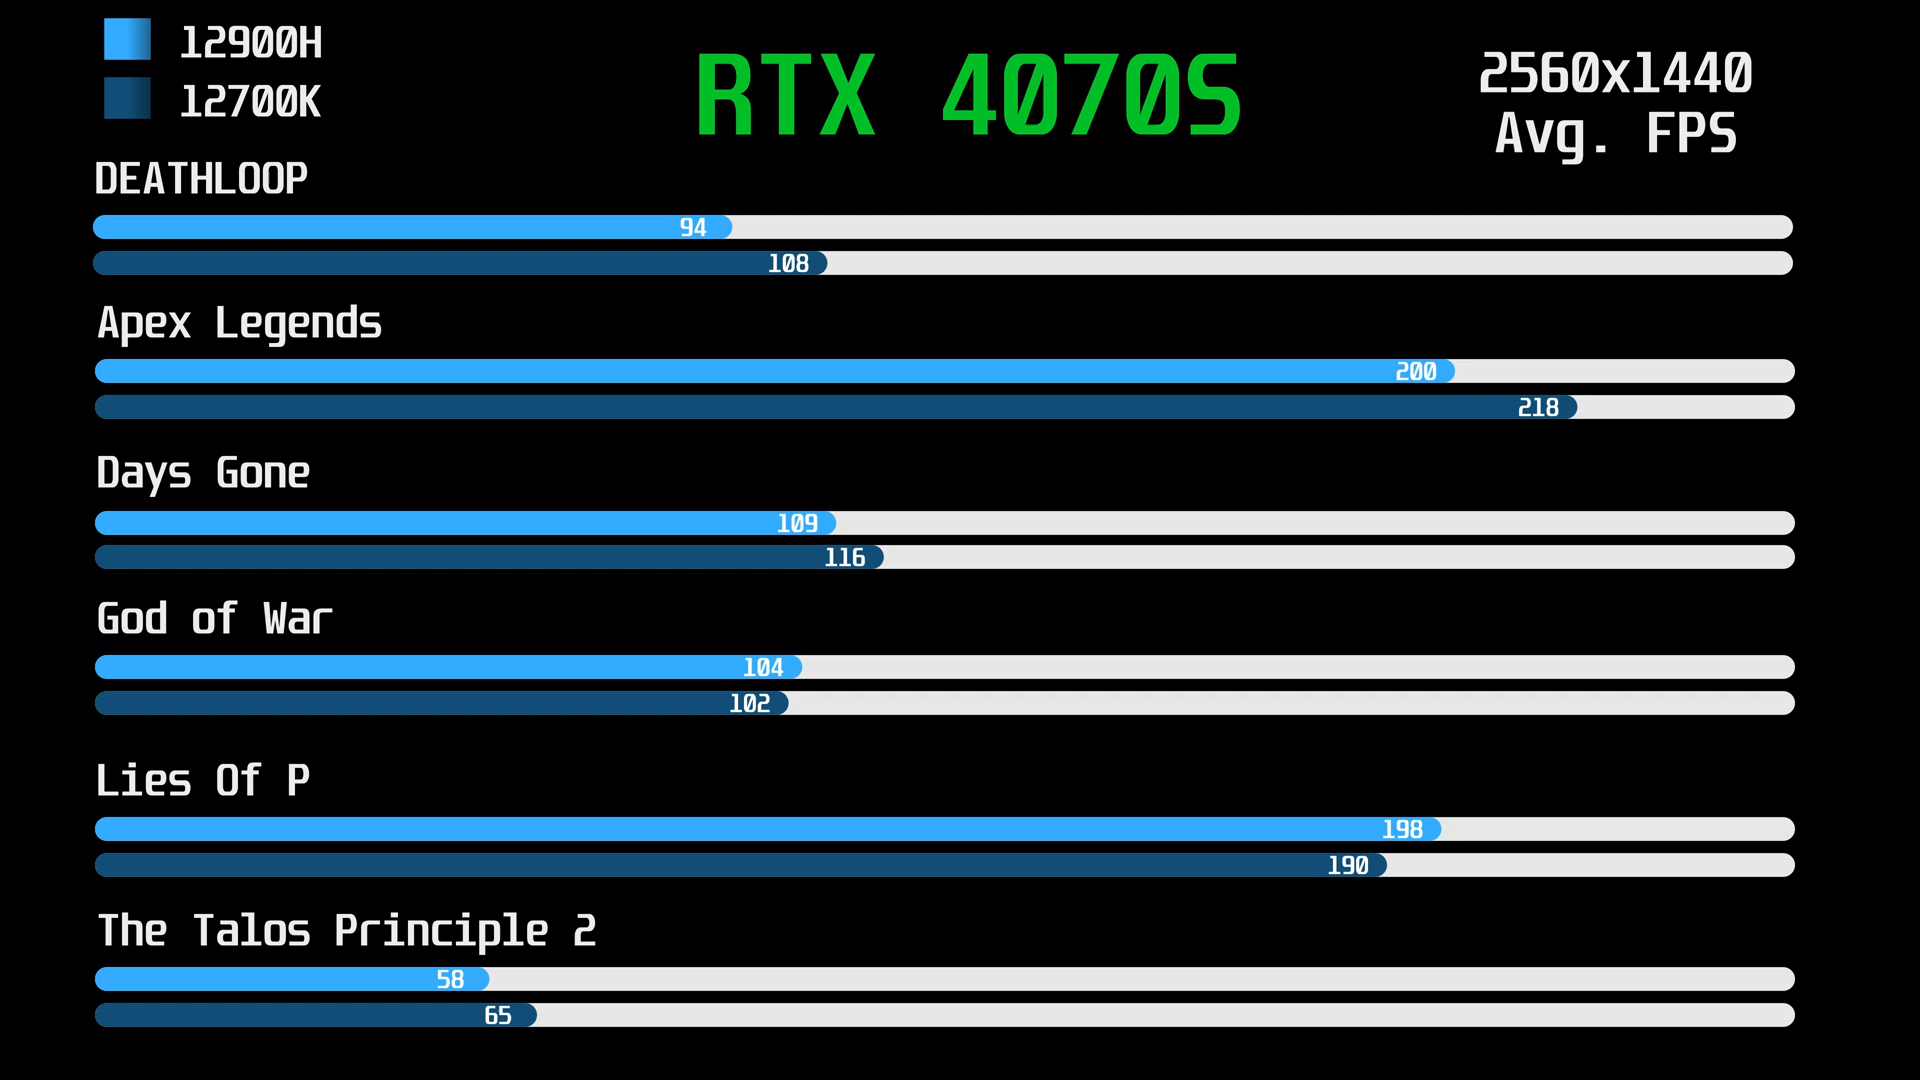 12900H
12700K
RTX 4070S
2560x1440
Avg. FPS
DEATHLOOP
94
108
Apex Legends
200
218
Days Gone
109
116
God of War
104
102
Lies Of P
198
190
The Talos Principle 2
58
65